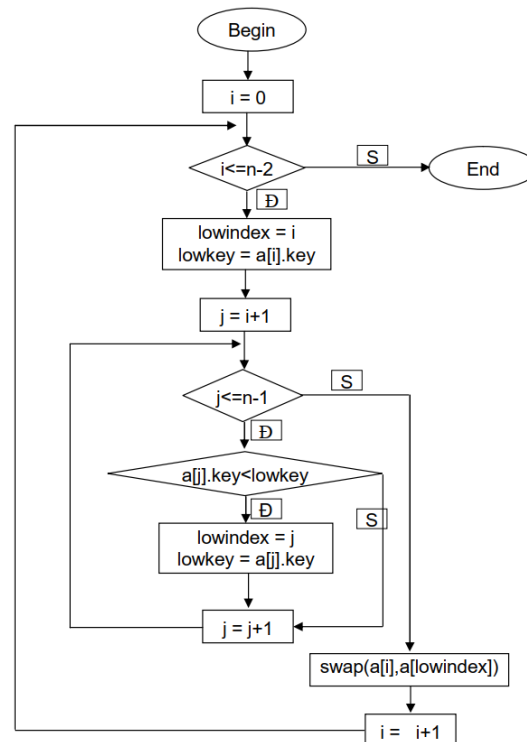 Begin
i = 0
i<=n-2
S
End
Đ
lowindex = i
lowkey = a[i].key
j = i+1
j<=n-1
S
Đ
a[j].key<lowkey
Đ
S
lowindex = j
lowkey = a[j].key
j = j+1
swap(a[i],a[lowindex])
i = i+1